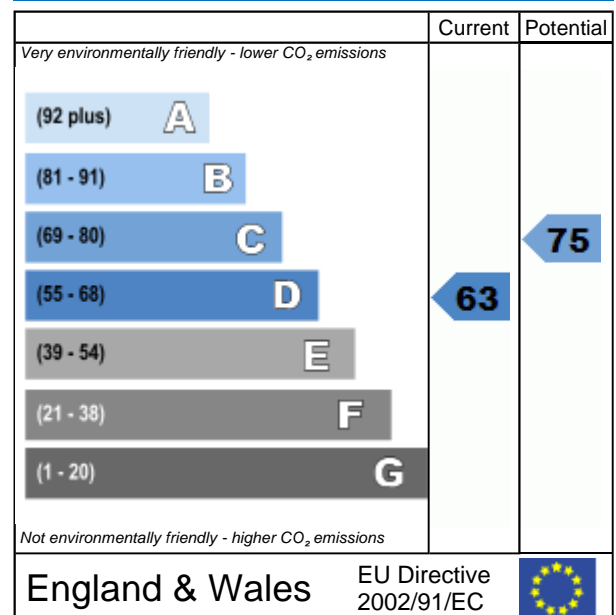 Current Potential
Very environmentally friendly - lower CO₂ emissions
(92 plus) A
(81 - 91) B
(69 - 80) C 75
(55 - 68) D 63
(39 - 54) E
(21 - 38) F
(1 - 20) G
Not environmentally friendly - higher CO₂ emissions
England & Wales
EU Directive
2002/91/EC